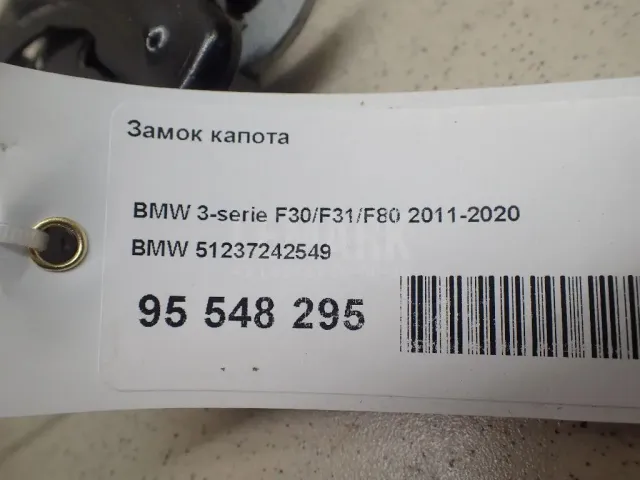 Замок капота
BMW 3-serie F30/F31/F80 2011-2020
BMW 51237242549
95 548 295